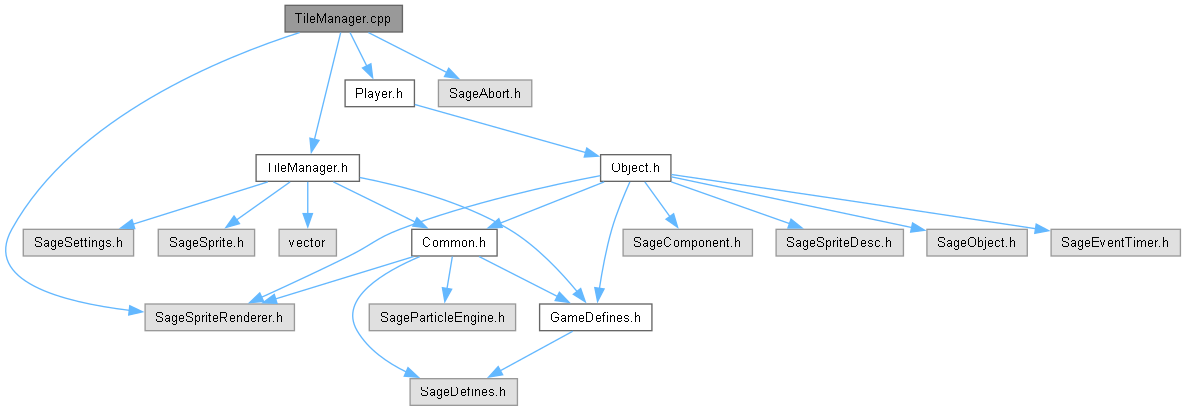 TileManager.cpp
Player.h
SageAbort.h
TileManager.h
Object.h
SageSettings.h
SageSprite.h
vector
Common.h
SageComponent.h
SageSpriteDesc.h
SageObject.h
SageEventTimer.h
SageSpriteRenderer.h
SageParticleEngine.h
GameDefines.h
SageDefines.h